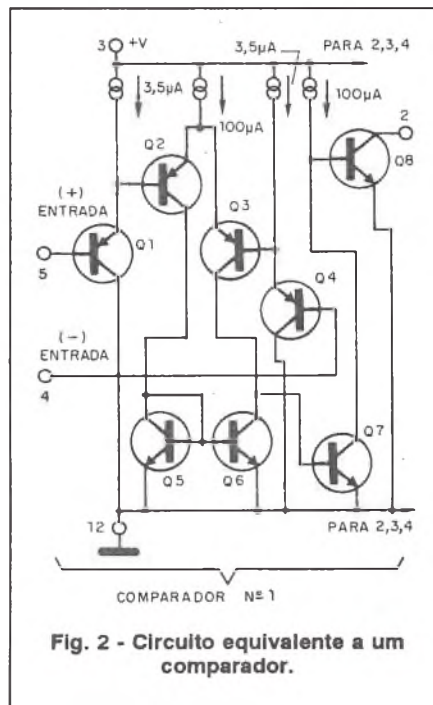 3 +V
3,5µA
PARA 2,3,4
3,5µA
100µA
100µA
2
Q2
Q8
(+)
ENTRADA
Q3
Q1
5
Q4
(-)
ENTRADA
4
Q7
Q5
Q6
12
PARA 2,3,4
COMPARADOR Nº 1
Fig. 2 - Circuito equivalente a um
comparador.